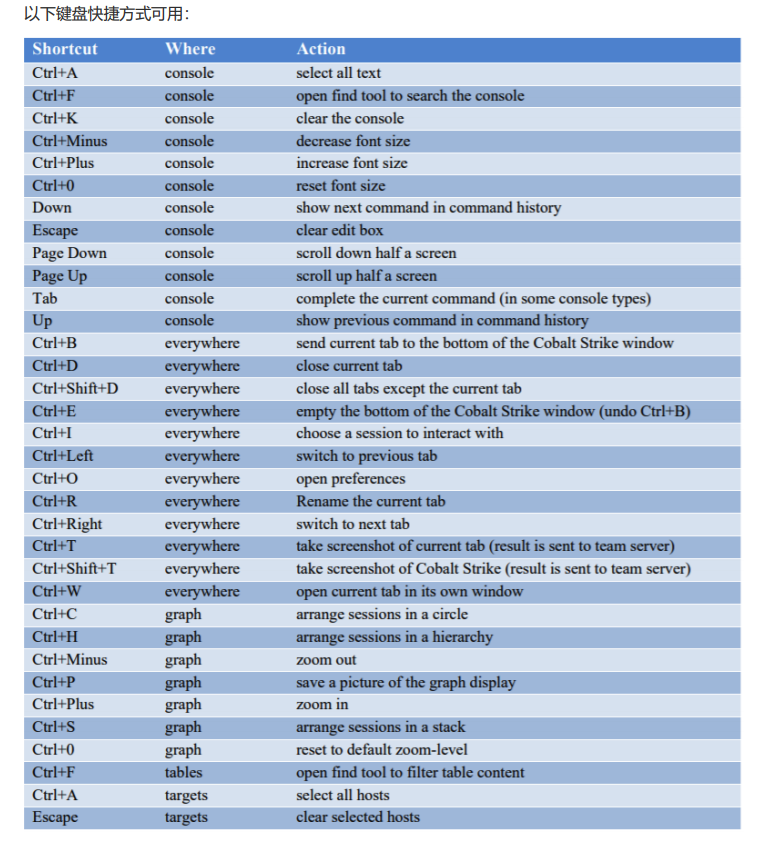 以下键盘快捷方式可用：
Shortcut Where Action
Ctrl+A console select all text
Ctrl+F console open find tool to search the console
Ctrl+K console clear the console
Ctrl+Minus console decrease font size
Ctrl+Plus console increase font size
Ctrl+0 console reset font size
Down console show next command in command history
Escape console clear edit box
Page Down console scroll down half a screen
Page Up console scroll up half a screen
Tab console complete the current command (in some console types)
Up console show previous command in command history
Ctrl+B everywhere send current tab to the bottom of the Cobalt Strike window
Ctrl+D everywhere close current tab
Ctrl+Shift+D everywhere close all tabs except the current tab
Ctrl+E everywhere empty the bottom of the Cobalt Strike window (undo Ctrl+B)
Ctrl+I everywhere choose a session to interact with
Ctrl+Left everywhere switch to previous tab
Ctrl+O everywhere open preferences
Ctrl+R everywhere Rename the current tab
Ctrl+Right everywhere switch to next tab
Ctrl+T everywhere take screenshot of current tab (result is sent to team server)
Ctrl+Shift+T everywhere take screenshot of Cobalt Strike (result is sent to team server)
Ctrl+W everywhere open current tab in its own window
Ctrl+C graph arrange sessions in a circle
Ctrl+H graph arrange sessions in a hierarchy
Ctrl+Minus graph zoom out
Ctrl+P graph save a picture of the graph display
Ctrl+Plus graph zoom in
Ctrl+S graph arrange sessions in a stack
Ctrl+0 graph reset to default zoom-level
Ctrl+F tables open find tool to filter table content
Ctrl+A targets select all hosts
Escape targets clear selected hosts